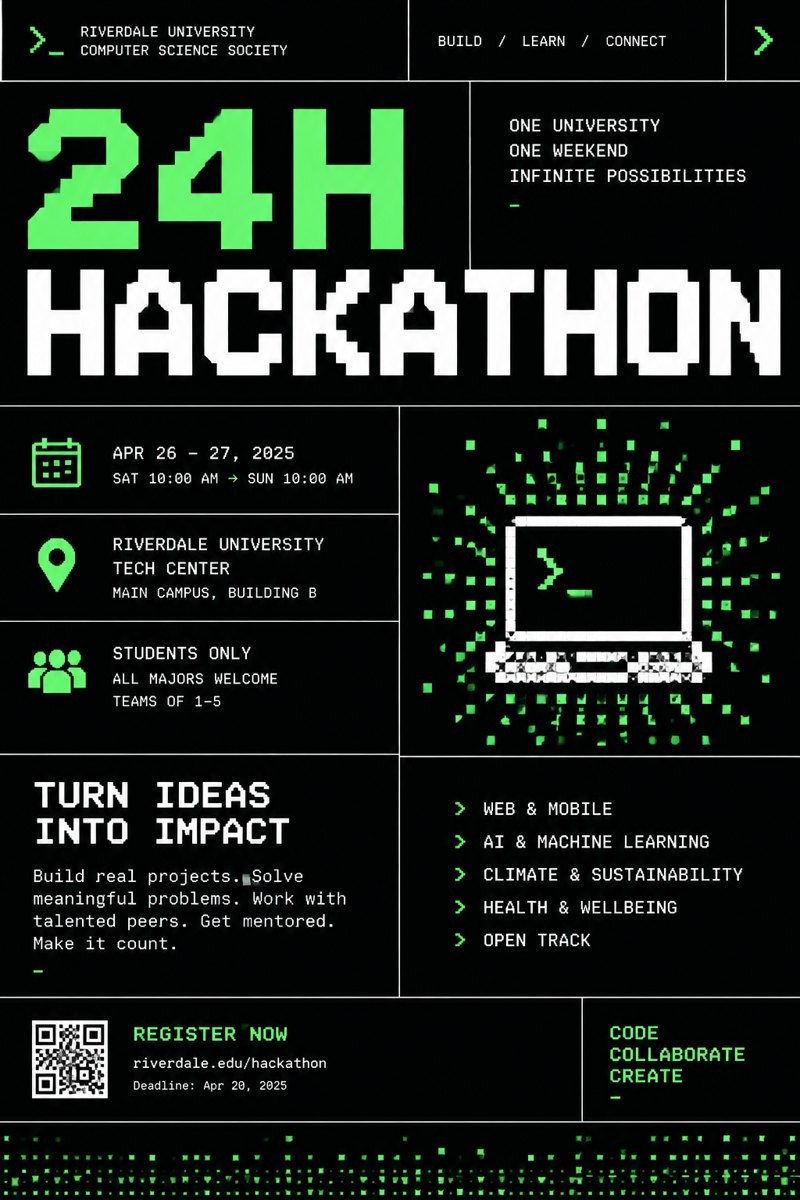 >_ RIVERDALE UNIVERSITY
COMPUTER SCIENCE SOCIETY
BUILD / LEARN / CONNECT
>
24H
HACKATHON
ONE UNIVERSITY
ONE WEEKEND
INFINITE POSSIBILITIES
_
APR 26 – 27, 2025
SAT 10:00 AM → SUN 10:00 AM
RIVERDALE UNIVERSITY
TECH CENTER
MAIN CAMPUS, BUILDING B
STUDENTS ONLY
ALL MAJORS WELCOME
TEAMS OF 1–5
>_
TURN IDEAS
INTO IMPACT
Build real projects. Solve
meaningful problems. Work with
talented peers. Get mentored.
Make it count.
_
> WEB & MOBILE
> AI & MACHINE LEARNING
> CLIMATE & SUSTAINABILITY
> HEALTH & WELLBEING
> OPEN TRACK
REGISTER NOW
riverdale.edu/hackathon
Deadline: Apr 20, 2025
CODE
COLLABORATE
CREATE
_